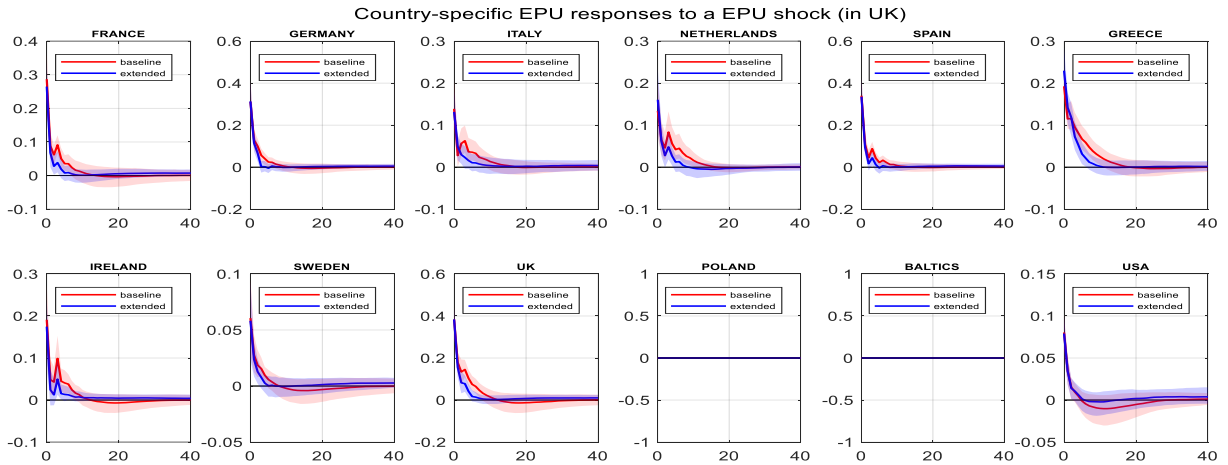 Country-specific EPU responses to a EPU shock (in UK)
FRANCE
0.4
0.3
0.2
0.1
0
-0.1
0
20
40
baseline
extended
GERMANY
0.6
0.4
0.2
0
-0.2
0
20
40
baseline
extended
ITALY
0.3
0.2
0.1
0
-0.1
0
20
40
baseline
extended
NETHERLANDS
0.3
0.2
0.1
0
-0.1
0
20
40
baseline
extended
SPAIN
0.6
0.4
0.2
0
-0.2
0
20
40
baseline
extended
GREECE
0.3
0.2
0.1
0
-0.1
0
20
40
baseline
extended
IRELAND
0.3
0.2
0.1
0
-0.1
0
20
40
baseline
extended
SWEDEN
0.1
0.05
0
-0.05
0
20
40
baseline
extended
UK
0.6
0.4
0.2
0
-0.2
0
20
40
baseline
extended
POLAND
1
0.5
0
-0.5
-1
0
20
40
baseline
extended
BALTICS
1
0.5
0
-0.5
-1
0
20
40
baseline
extended
USA
0.15
0.1
0.05
0
-0.05
0
20
40
baseline
extended